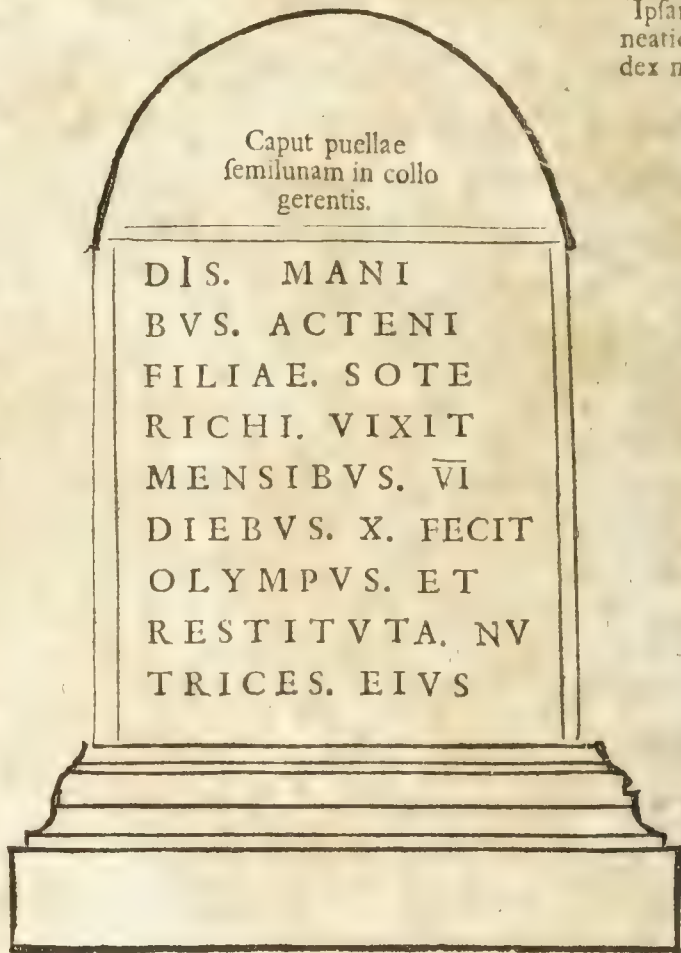 Caput puellae
ſemilunam in collo
gerentis.
DIS. MANI
BVS. ACTENI
FILIAE. SOTE
RICHI. VIXIT
MENSIBVS. V̅I̅
DIEBVS. X. FECIT
OLYMPVS. ET
RESTITVTA. NV
TRICES. EIVS